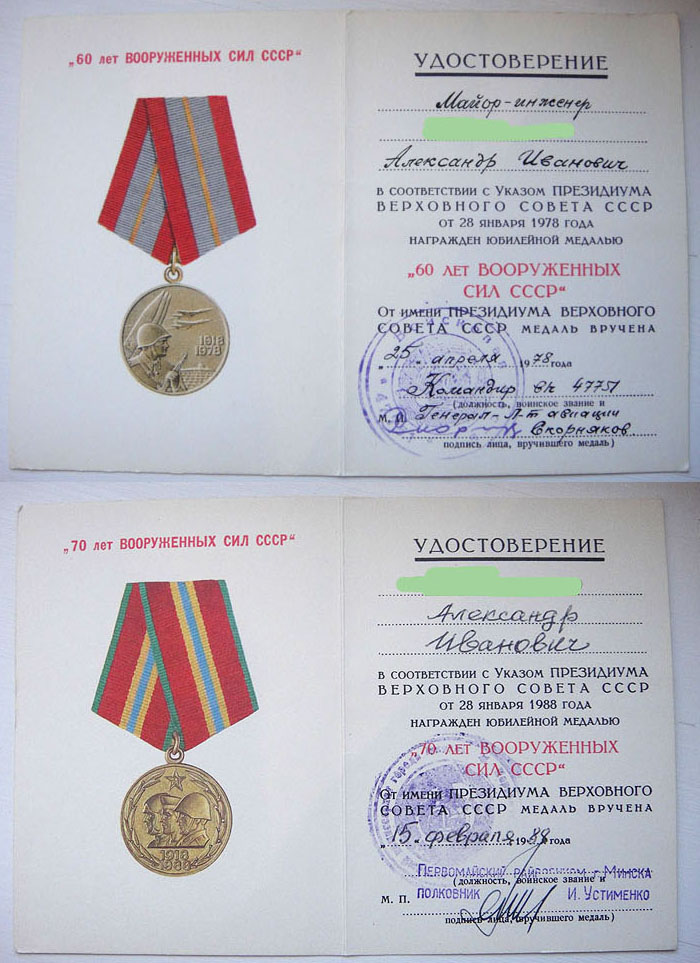 „60 лет ВООРУЖЕННЫХ СИЛ СССР“
1918
1978
УДОСТОВЕРЕНИЕ
Майор-инженер
Александр Иванович
в соответствии с Указом ПРЕЗИДИУМА
ВЕРХОВНОГО СОВЕТА СССР
от 28 января 1978 года
награжден юбилейной медалью
„60 лет ВООРУЖЕННЫХ
СИЛ СССР“
От имени ПРЕЗИДИУМА ВЕРХОВНОГО
СОВЕТА СССР медаль вручена
„25“ апреля 1978 года
Командир вч 47751
(должность, воинское звание и
М. П. Генерал-л-т авиации
Скорняков
подпись лица, вручившего медаль)
„70 лет ВООРУЖЕННЫХ СИЛ СССР“
1918
1988
УДОСТОВЕРЕНИЕ
Александр
Иванович
в соответствии с Указом ПРЕЗИДИУМА
ВЕРХОВНОГО СОВЕТА СССР
от 28 января 1988 года
награжден юбилейной медалью
„70 лет ВООРУЖЕННЫХ
СИЛ СССР“
От имени ПРЕЗИДИУМА ВЕРХОВНОГО
СОВЕТА СССР медаль вручена
„15“ февраля 1989 года
Первомайский райвоенком г. Минска
(должность, воинское звание и
М. П. полковник И. Устименко
подпись лица, вручившего медаль)